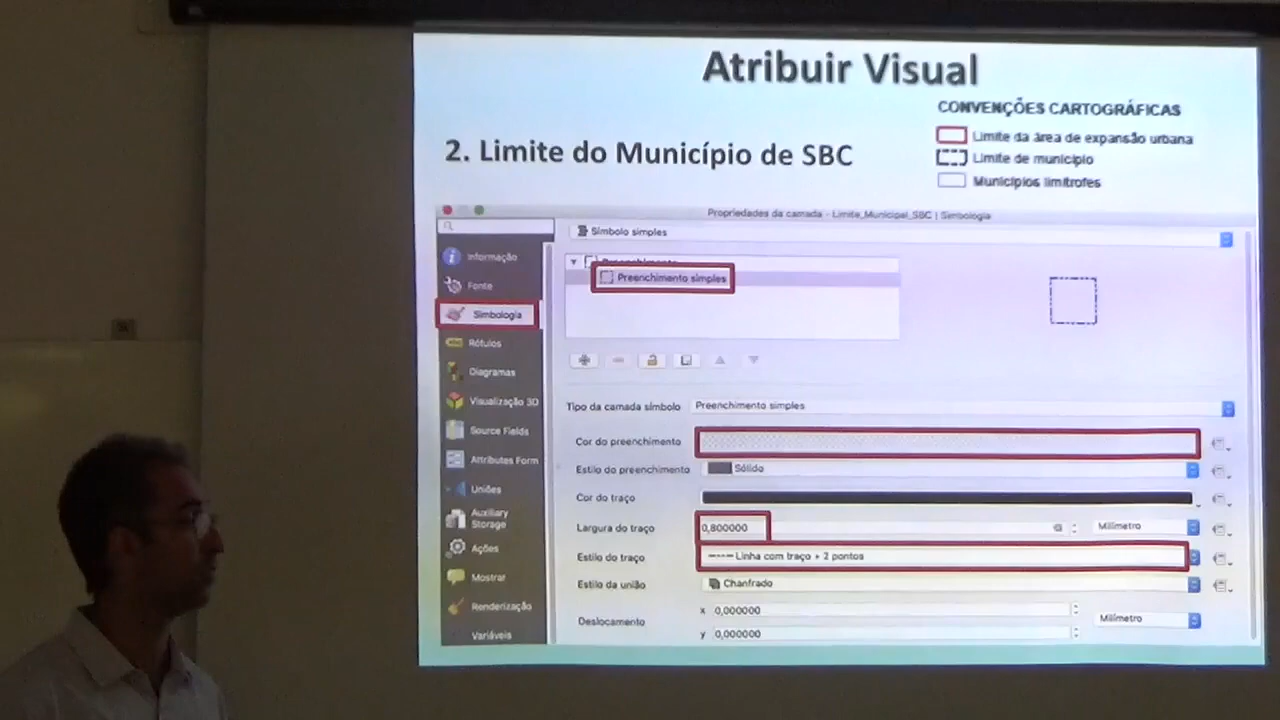 Atribuir Visual
CONVENÇÕES CARTOGRÁFICAS
Limite da área de expansão urbana
Limite de município
Municípios limítrofes
2. Limite do Município de SBC
Propriedades da camada - Limite_Municipal_SBC | Simbologia
Símbolo simples
Informação
Fonte
Simbologia
Rótulos
Diagramas
Visualização 3D
Source Fields
Attributes Form
Uniões
Auxiliary
Storage
Ações
Mostrar
Renderização
Variáveis
Preenchimento
Preenchimento simples
Tipo da camada símbolo Preenchimento simples
Cor do preenchimento
Estilo do preenchimento Sólido
Cor do traço
Largura do traço 0,800000 Milímetro
Estilo do traço Linha com traço + 2 pontos
Estilo da união Chanfrado
Deslocamento
x 0,000000
y 0,000000
Milímetro